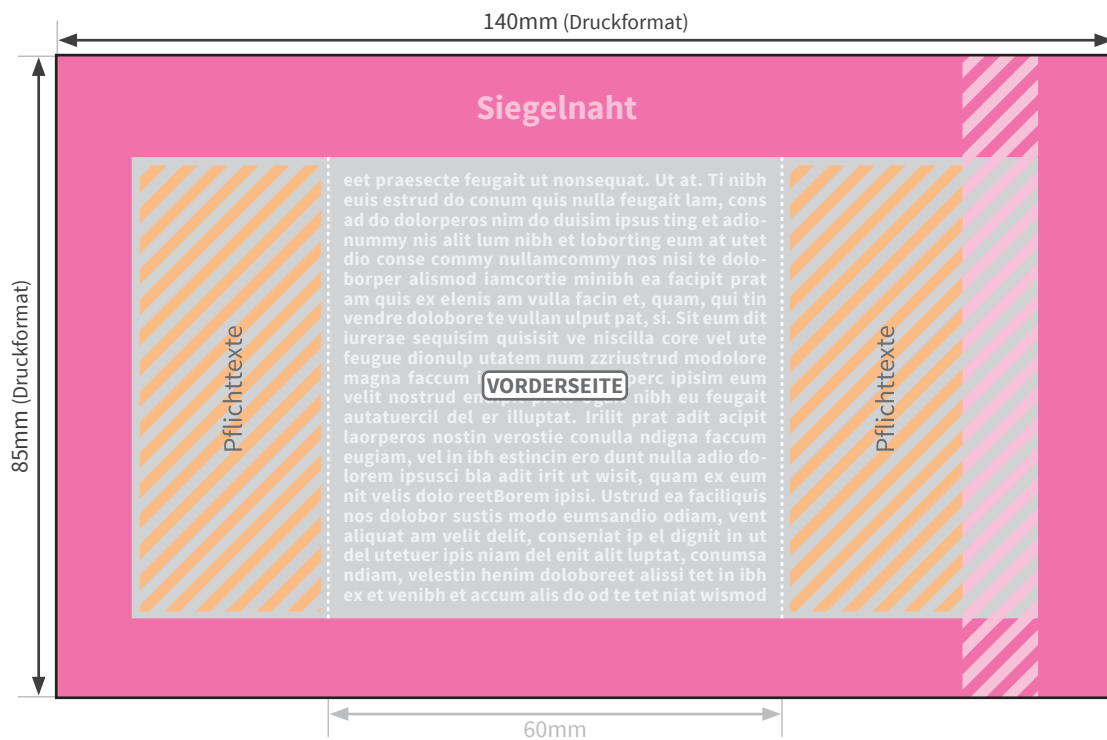 140mm (Druckformat)
Siegelnaht
85mm (Druckformat)
Pflichttexte
eet praesecte feugait ut nonsequat. Ut at. Ti nibh
euis estrud do conum quis nulla feugait lam, cons
ad do dolorperos nim do duisim ipsus ting et adio-
nummy nis alit lum nibh et loborting eum at utet
dio conse commy nullamcommy nos nisi te dolo-
borper alismod iamcortie minibh ea facipit prat
am quis ex elenis am vulla facin et, quam, qui tin
vendre dolobore te vullan ulput pat, si. Sit eum dit
iurerae sequisim quisisit ve niscilla core vel ute
feugue dionulp utatem num zzriustrud modolore
magna faccum perc ipisim eum
VORDERSEITE
velit nostrud nibh eu feugait
autatuercil del er illuptat. Irilit praestadit acipit
laorperos nostin verostie conulla ndigna faccum
eugiam, vel in ibh estincin ero dunt nulla adio do-
lorem ipsusci bla adit irit ut wisit, quam ex eum
nit velis dolo reetBorem ipisi. Ustrud ea faciliquis
nos dolobor sustis modo eumsandio odiam, vent
aliquat am velit delit, conseniat ip el dignit in ut
del utetuer ipis niam del enit alit luptat, conumsa
ndiam, velestin henim doloboreet alissi tet in ibh
ex et venibh et accum alis do od te tet niat wismod
Pflichttexte
60mm